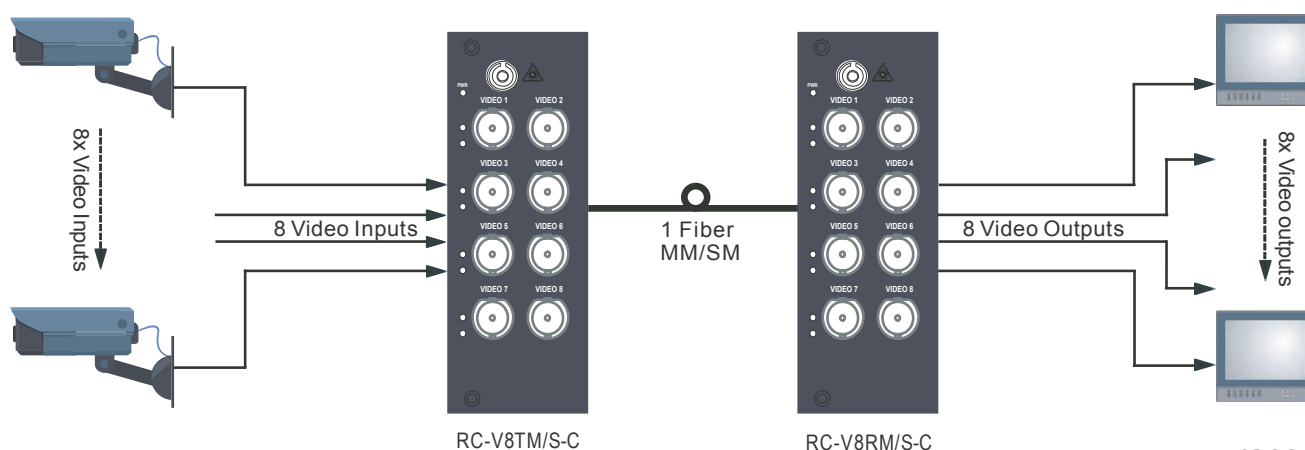 8x Video Inputs
8 Video Inputs
PWR
VIDEO 1 VIDEO 2
VIDEO 3 VIDEO 4
VIDEO 5 VIDEO 6
VIDEO 7 VIDEO 8
RC-V8TM/S-C
1 Fiber
MM/SM
PWR
VIDEO 1 VIDEO 2
VIDEO 3 VIDEO 4
VIDEO 5 VIDEO 6
VIDEO 7 VIDEO 8
RC-V8RM/S-C
8 Video Outputs
8x Video outputs